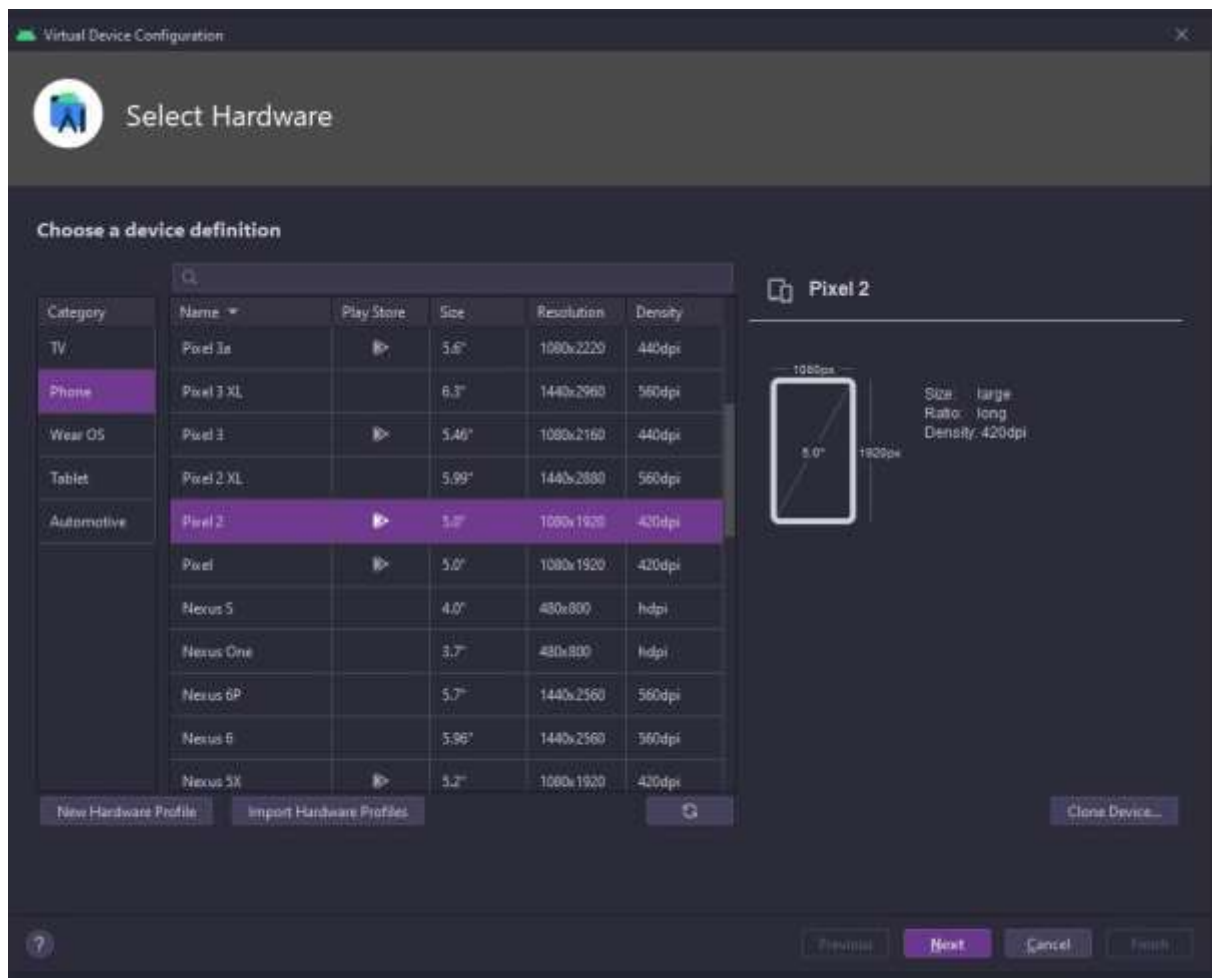 Virtual Device Configuration
Select Hardware
Choose a device definition
Category
TV
Phone
Wear OS
Tablet
Automotive
Name Play Store Size Resolution Density
Pixel 3a 5.6" 1080x2220 440dpi
Pixel 3 XL 6.3" 1440x2960 560dpi
Pixel 3 5.46" 1080x2160 440dpi
Pixel 2 XL 5.99" 1440x2880 560dpi
Pixel 2 5.0" 1080x1920 420dpi
Pixel 5.0" 1080x1920 420dpi
Nexus S 4.0" 480x800 hdpi
Nexus One 3.7" 480x800 hdpi
Nexus 6P 5.7" 1440x2560 560dpi
Nexus 6 5.96" 1440x2560 560dpi
Nexus 5X 5.2" 1080x1920 420dpi
New Hardware Profile Import Hardware Profiles
Pixel 2
1080px
5.0"
1920px
Size: large
Ratio: long
Density: 420dpi
Clone Device...
?
Previous Next Cancel Finish